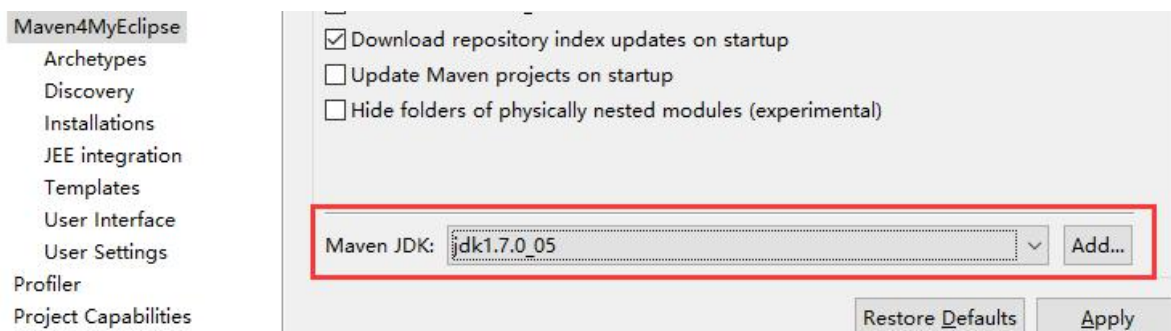 Maven4MyEclipse
Archetypes
Discovery
Installations
JEE integration
Templates
User Interface
User Settings
Profiler
Project Capabilities
Download repository index updates on startup
Update Maven projects on startup
Hide folders of physically nested modules (experimental)
Maven JDK: jdk1.7.0_05 Add...
Restore Defaults Apply